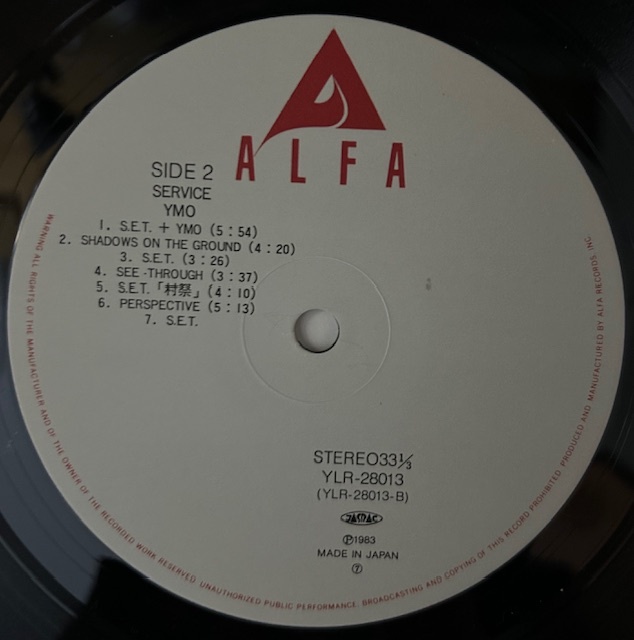 ALFA
SIDE 2
SERVICE
YMO
1. S.E.T. + YMO (5:54)
2. SHADOWS ON THE GROUND (4:20)
3. S.E.T. (3:26)
4. SEE-THROUGH (3:37)
5. S.E.T.「村祭」(4:10)
6. PERSPECTIVE (5:13)
7. S.E.T.
STEREO33⅓
YLR-28013
(YLR-28013-B)
JASRAC
Ⓟ1983
MADE IN JAPAN
⑦
WARNING: ALL RIGHTS OF THE MANUFACTURER AND OF THE OWNER OF THE RECORDED WORK RESERVED. UNAUTHORIZED PUBLIC PERFORMANCE, BROADCASTING AND COPYING OF THIS RECORD PROHIBITED. PRODUCED AND MANUFACTURED BY ALFA RECORDS, INC.